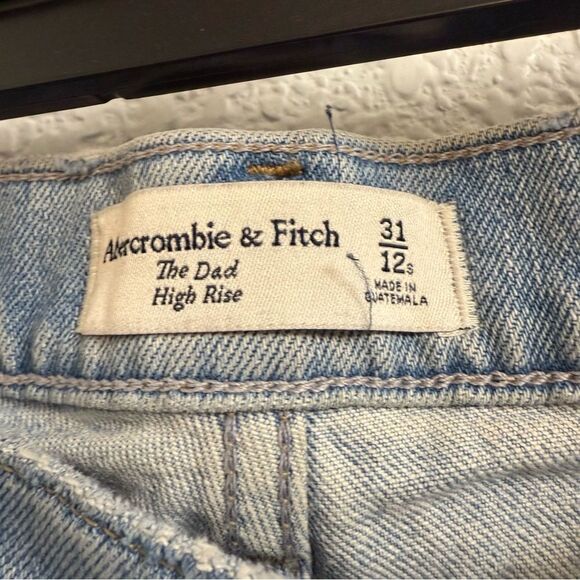 Abercrombie & Fitch
The Dad
High Rise
31
12s
MADE IN
GUATEMALA